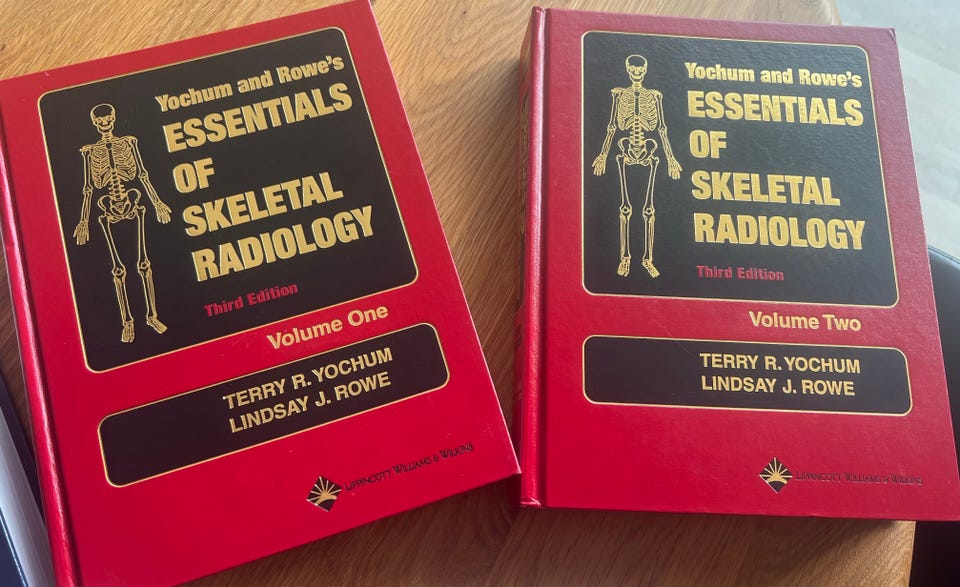 Yochum and Rowe's
ESSENTIALS
OF
SKELETAL
RADIOLOGY
Third Edition
Volume One
TERRY R. YOCHUM
LINDSAY J. ROWE
LIPPINCOTT WILLIAMS & WILKINS
Yochum and Rowe's
ESSENTIALS
OF
SKELETAL
RADIOLOGY
Third Edition
Volume Two
TERRY R. YOCHUM
LINDSAY J. ROWE
LIPPINCOTT WILLIAMS & WILKINS